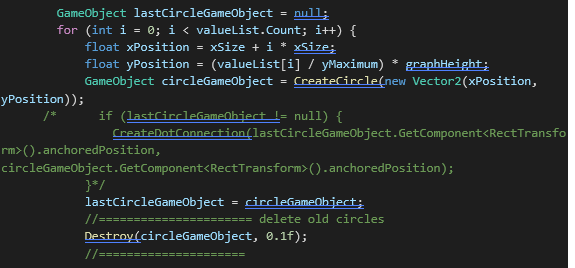 GameObject lastCircleGameObject = null;
for (int i = 0; i < valueList.Count; i++) {
float xPosition = xSize + i * xSize;
float yPosition = (valueList[i] / yMaximum) * graphHeight;
GameObject circleGameObject = CreateCircle(new Vector2(xPosition,
yPosition));
/* if (lastCircleGameObject != null) {
CreateDotConnection(lastCircleGameObject.GetComponent<RectTransfo
rm>().anchoredPosition,
circleGameObject.GetComponent<RectTransform>().anchoredPosition);
}*/
lastCircleGameObject = circleGameObject;
//====================== delete old circles
Destroy(circleGameObject, 0.1f);
//=====================